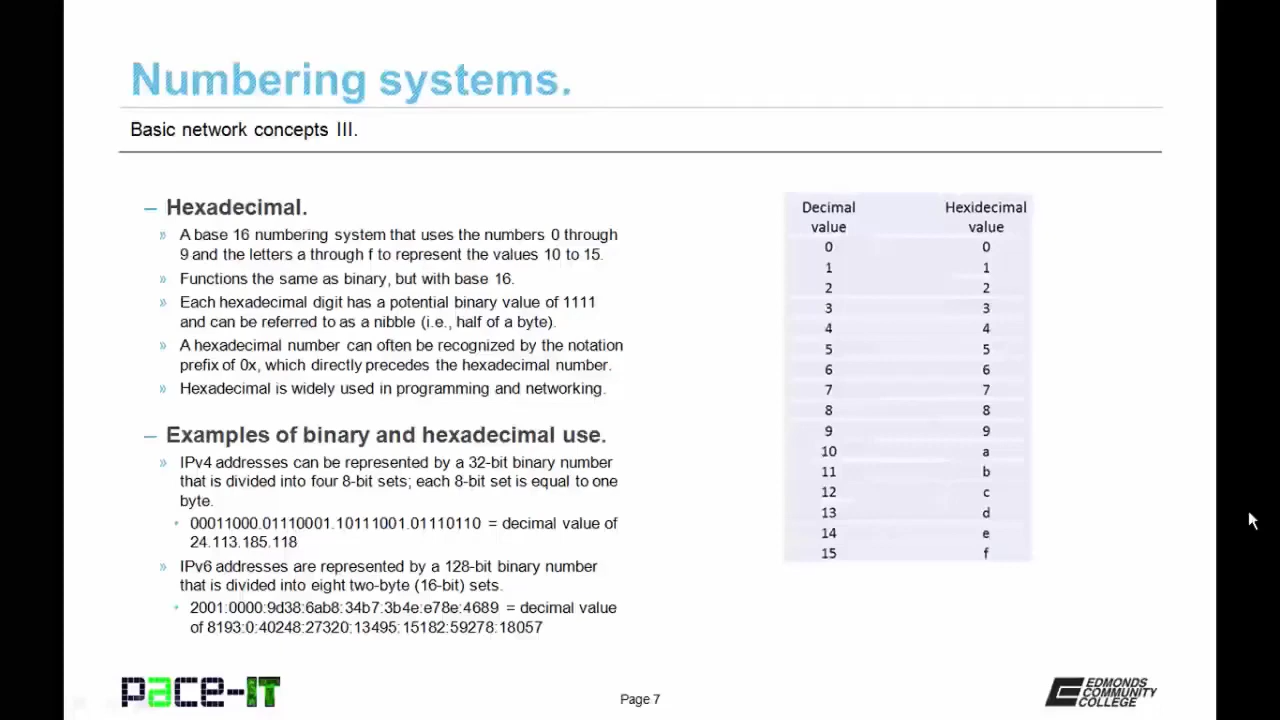 Numbering systems.
Basic network concepts III.
– Hexadecimal.
» A base 16 numbering system that uses the numbers 0 through
9 and the letters a through f to represent the values 10 to 15.
» Functions the same as binary, but with base 16.
» Each hexadecimal digit has a potential binary value of 1111
and can be referred to as a nibble (i.e., half of a byte).
» A hexadecimal number can often be recognized by the notation
prefix of 0x, which directly precedes the hexadecimal number.
» Hexadecimal is widely used in programming and networking.
– Examples of binary and hexadecimal use.
» IPv4 addresses can be represented by a 32-bit binary number
that is divided into four 8-bit sets; each 8-bit set is equal to one
byte.
• 00011000.01110001.10111001.01110110 = decimal value of
24.113.185.118
» IPv6 addresses are represented by a 128-bit binary number
that is divided into eight two-byte (16-bit) sets.
• 2001:0000:9d38:6ab8:34b7:3b4e:e78e:4689 = decimal value
of 8193:0:40248:27320:13495:15182:59278:18057
Decimal Hexidecimal
value value
0 0
1 1
2 2
3 3
4 4
5 5
6 6
7 7
8 8
9 9
10 a
11 b
12 c
13 d
14 e
15 f
pace-IT
Page 7
EDMONDS
COMMUNITY
COLLEGE